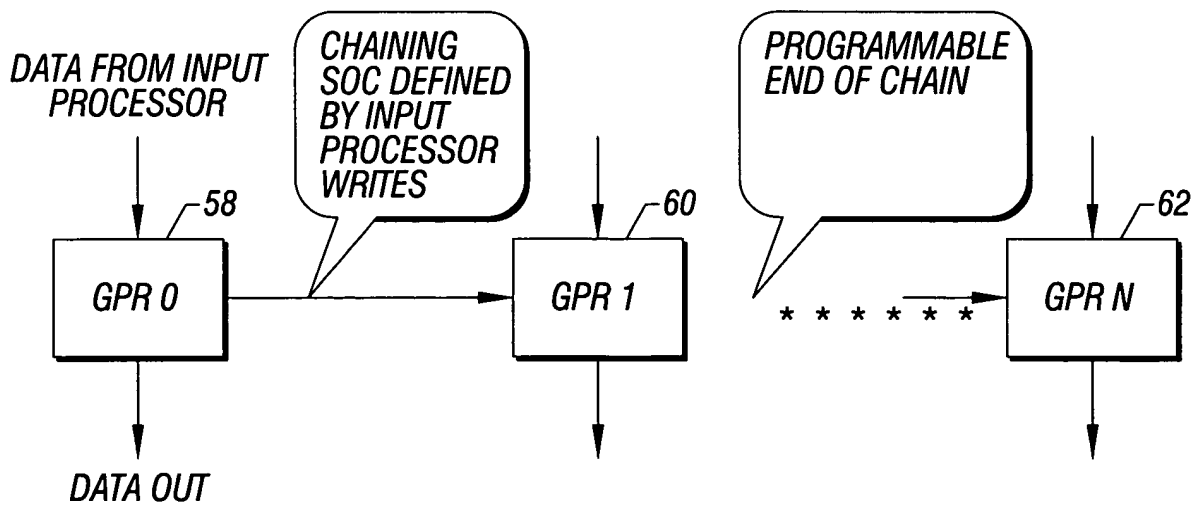 DATA FROM INPUT
PROCESSOR
CHAINING
SOC DEFINED
BY INPUT
PROCESSOR
WRITES
PROGRAMMABLE
END OF CHAIN
58
60
62
GPR 0
GPR 1
* * * * * *
GPR N
DATA OUT